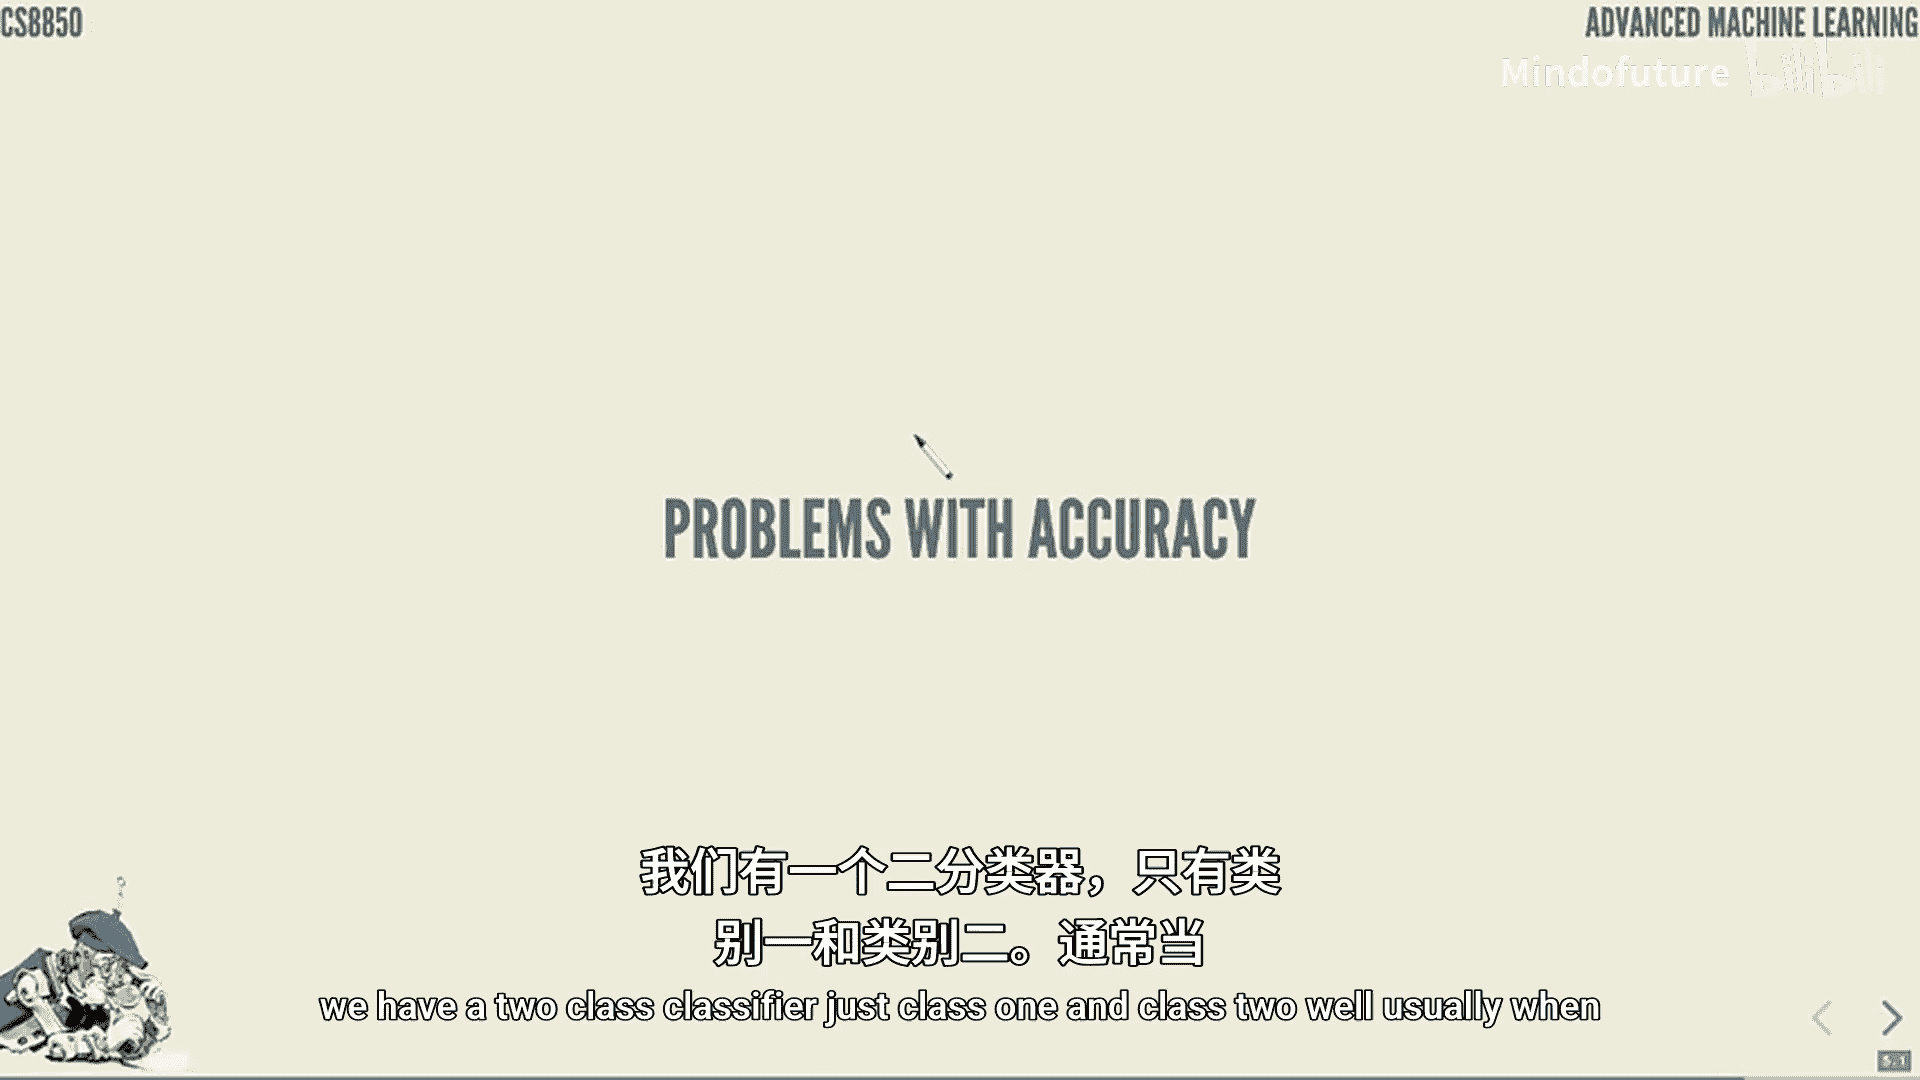 CS8850
ADVANCED MACHINE LEARNING
Mindofuture bilibili
PROBLEMS WITH ACCURACY
我们有一个二分类器，只有类
别一和类别二。通常当
we have a two class classifier just class one and class two well usually when